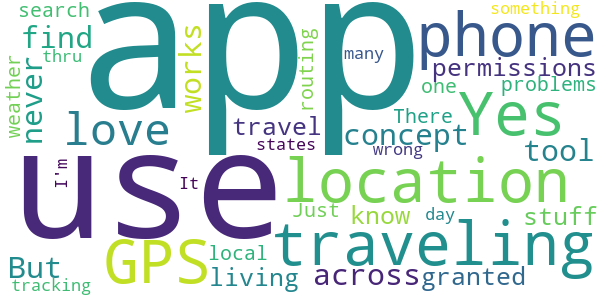 search
something
app
phone
find
many
thru
works
routing
weather
never
permissions
one
problems
Yes
love
travel
There
concept
states
wrong
tool
use
I'm
It
location
Just
know
day
stuff
traveling
GPS
local
But
living
across
granted
tracking